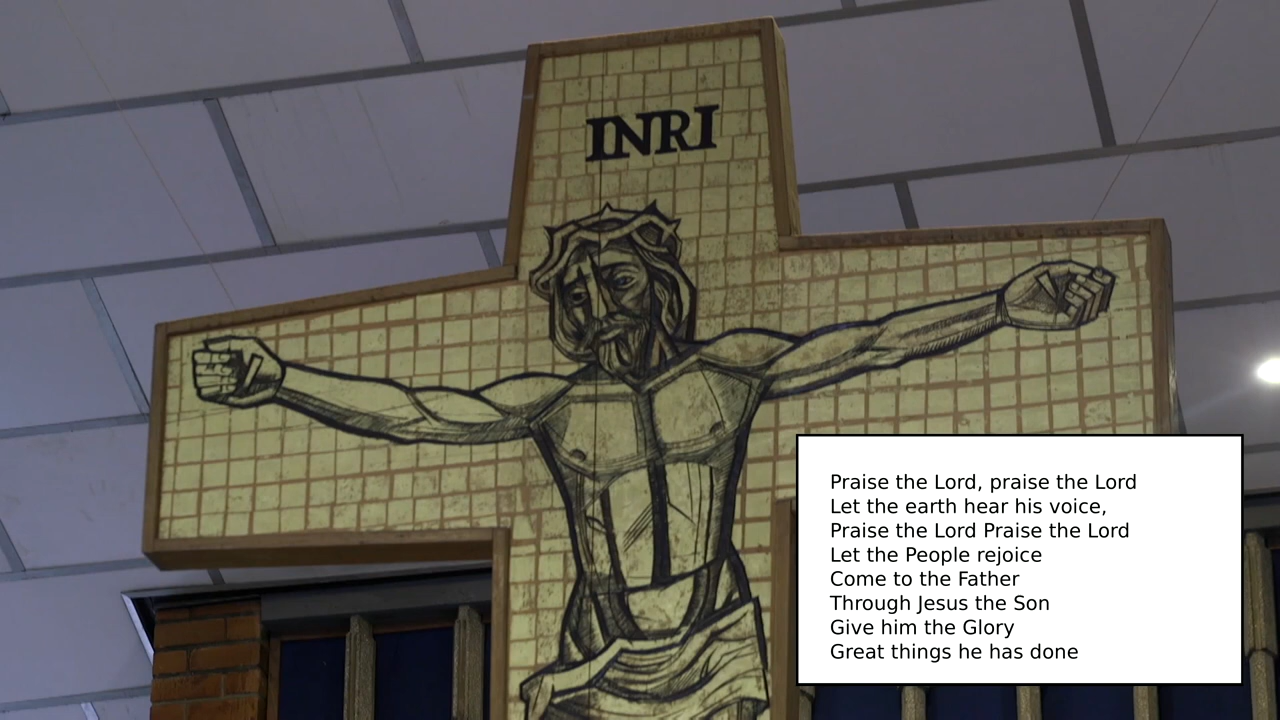 INRI
Praise the Lord, praise the Lord
Let the earth hear his voice,
Praise the Lord Praise the Lord
Let the People rejoice
Come to the Father
Through Jesus the Son
Give him the Glory
Great things he has done